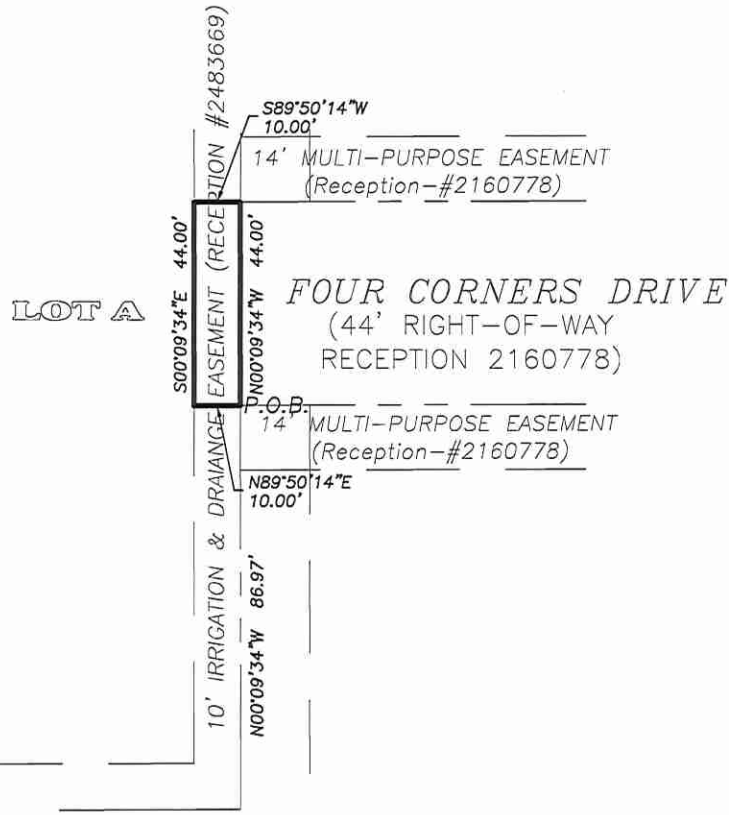 S89°50'14"W
10.00'
14' MULTI-PURPOSE EASEMENT
(Reception-#2160778)
10' IRRIGATION & DRAIANGE EASEMENT (RECEPTION #2483669)
S00°09'34"E 44.00'
N00°09'34"W 44.00'
LOT A
FOUR CORNERS DRIVE
(44' RIGHT-OF-WAY
RECEPTION 2160778)
P.O.B.
14' MULTI-PURPOSE EASEMENT
(Reception-#2160778)
N89°50'14"E
10.00'
N00°09'34"W 86.97'